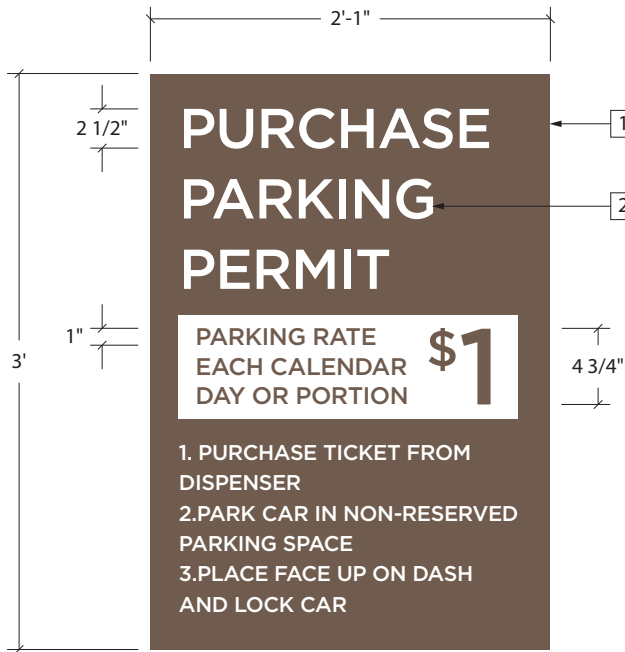 2'-1"
2 1/2"
PURCHASE
1
PARKING
2
PERMIT
1"
3'
PARKING RATE
EACH CALENDAR
DAY OR PORTION
$1
4 3/4"
1. PURCHASE TICKET FROM
DISPENSER
2.PARK CAR IN NON-RESERVED
PARKING SPACE
3.PLACE FACE UP ON DASH
AND LOCK CAR